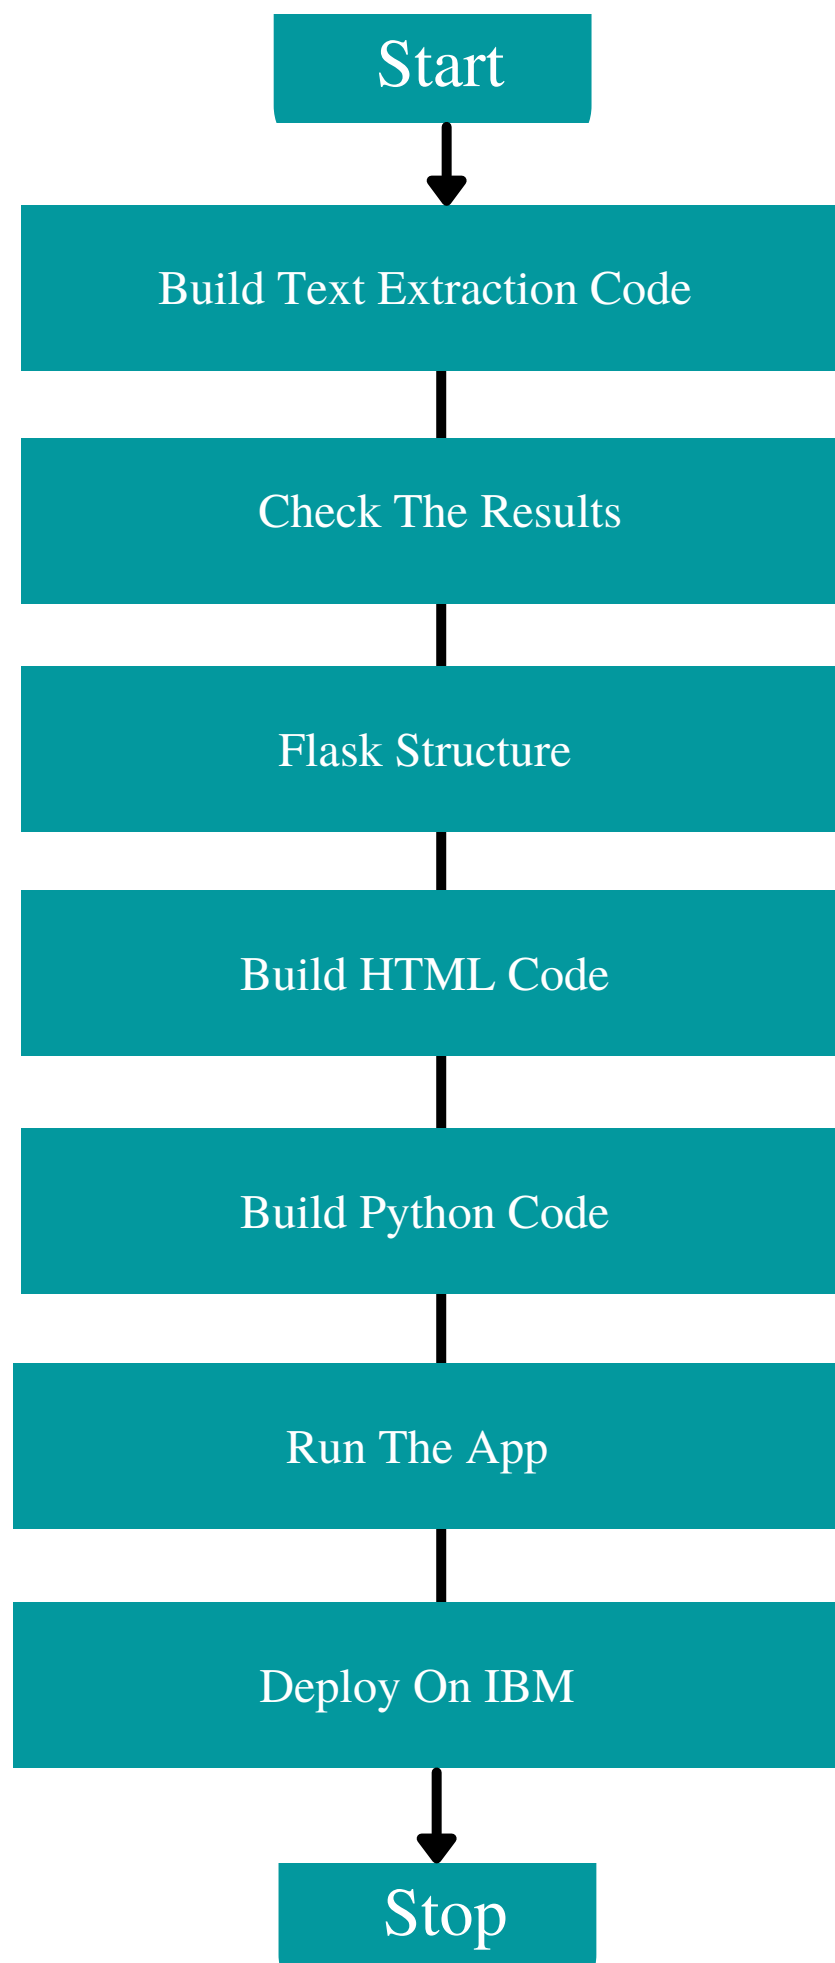 Start
Build Text Extraction Code
Check The Results
Flask Structure
Build HTML Code
Build Python Code
Run The App
Deploy On IBM
Stop